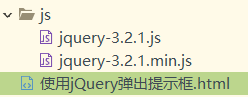 js
jquery-3.2.1.js
jquery-3.2.1.min.js
使用jQuery弹出提示框.html